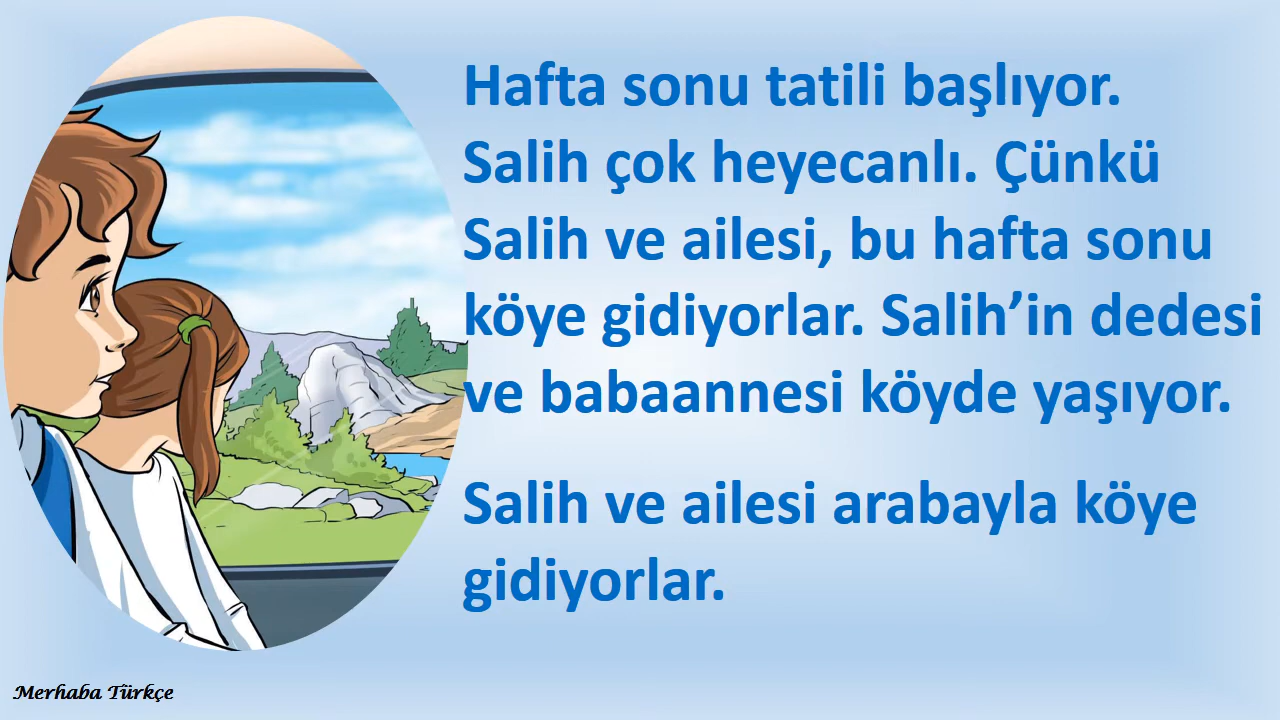 Hafta sonu tatili başlıyor.
Salih çok heyecanlı. Çünkü
Salih ve ailesi, bu hafta sonu
köye gidiyorlar. Salih’in dedesi
ve babaannesi köyde yaşıyor.
Salih ve ailesi arabayla köye
gidiyorlar.
Merhaba Türkçe